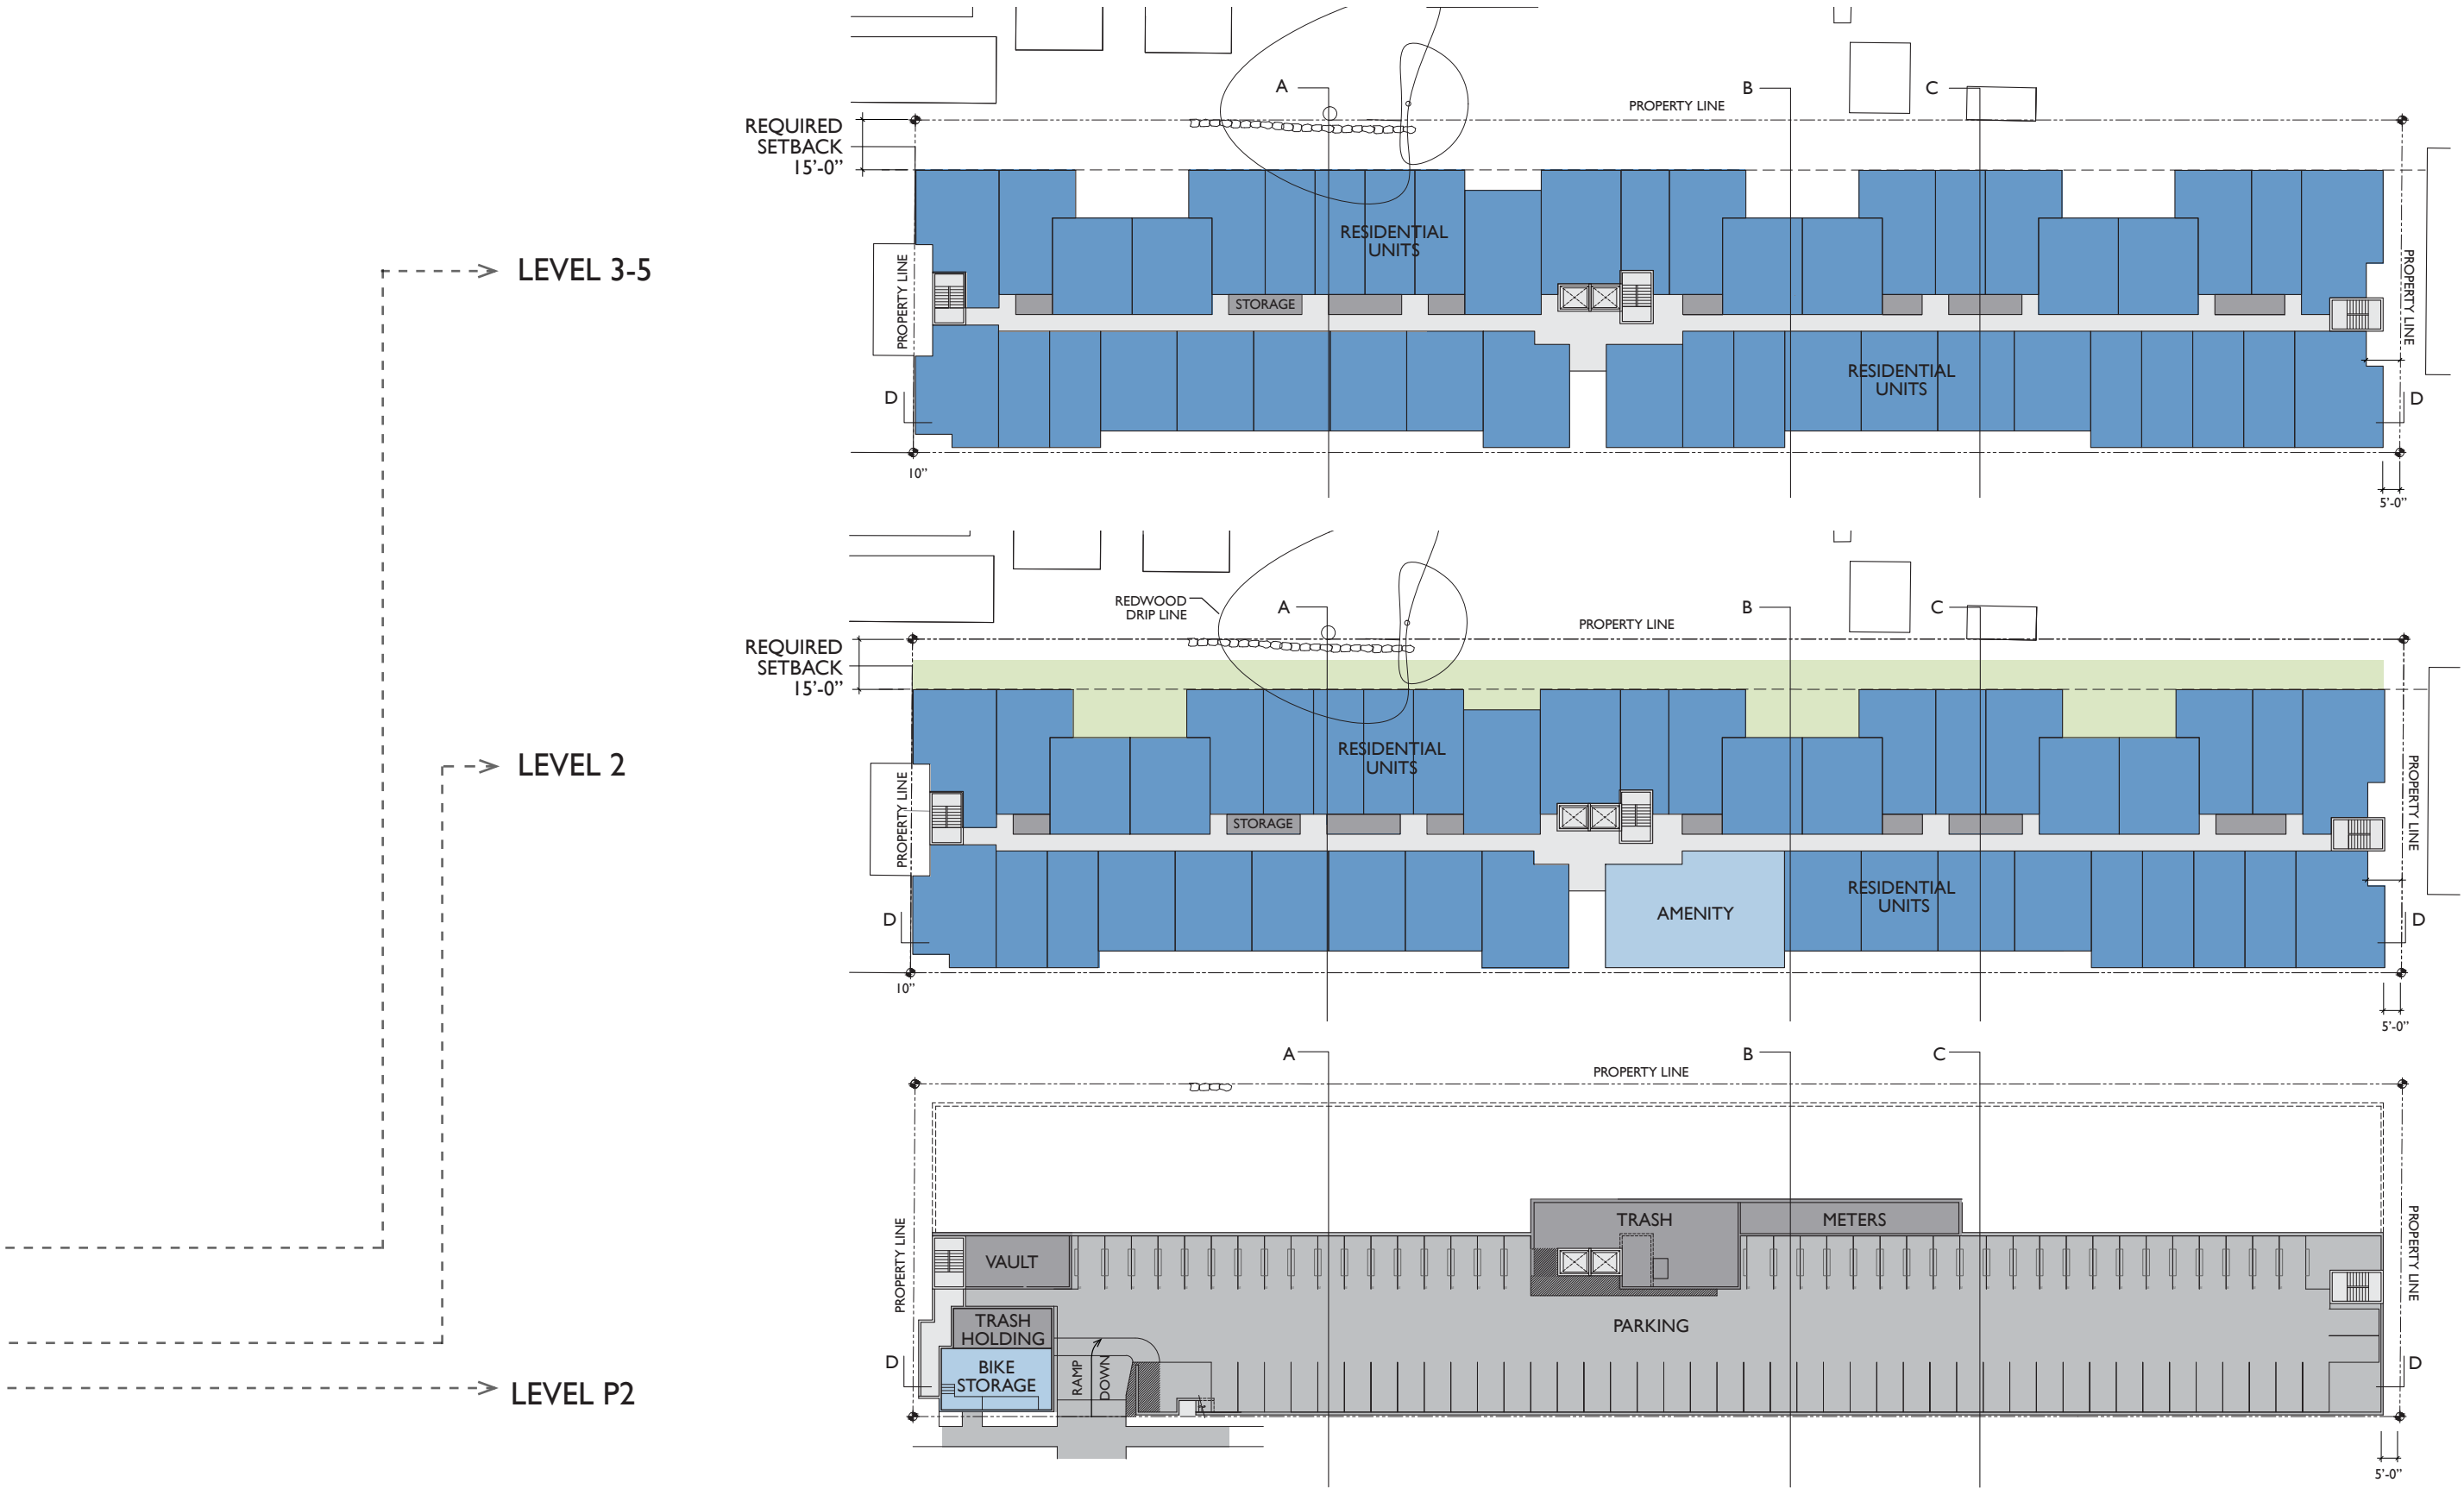 A
B
C
PROPERTY LINE
REQUIRED
SETBACK
15'-0"
RESIDENTIAL
UNITS
LEVEL 3-5
PROPERTY LINE
STORAGE
PROPERTY LINE
RESIDENTIAL
UNITS
D
D
10"
5'-0"
REDWOOD
DRIP LINE
A
B
C
PROPERTY LINE
REQUIRED
SETBACK
15'-0"
RESIDENTIAL
UNITS
LEVEL 2
PROPERTY LINE
STORAGE
PROPERTY LINE
RESIDENTIAL
UNITS
AMENITY
D
D
10"
5'-0"
A
B
C
PROPERTY LINE
TRASH
METERS
PROPERTY LINE
VAULT
PROPERTY LINE
TRASH
HOLDING
PARKING
D
BIKE
STORAGE
RAMP
DOWN
D
LEVEL P2
5'-0"